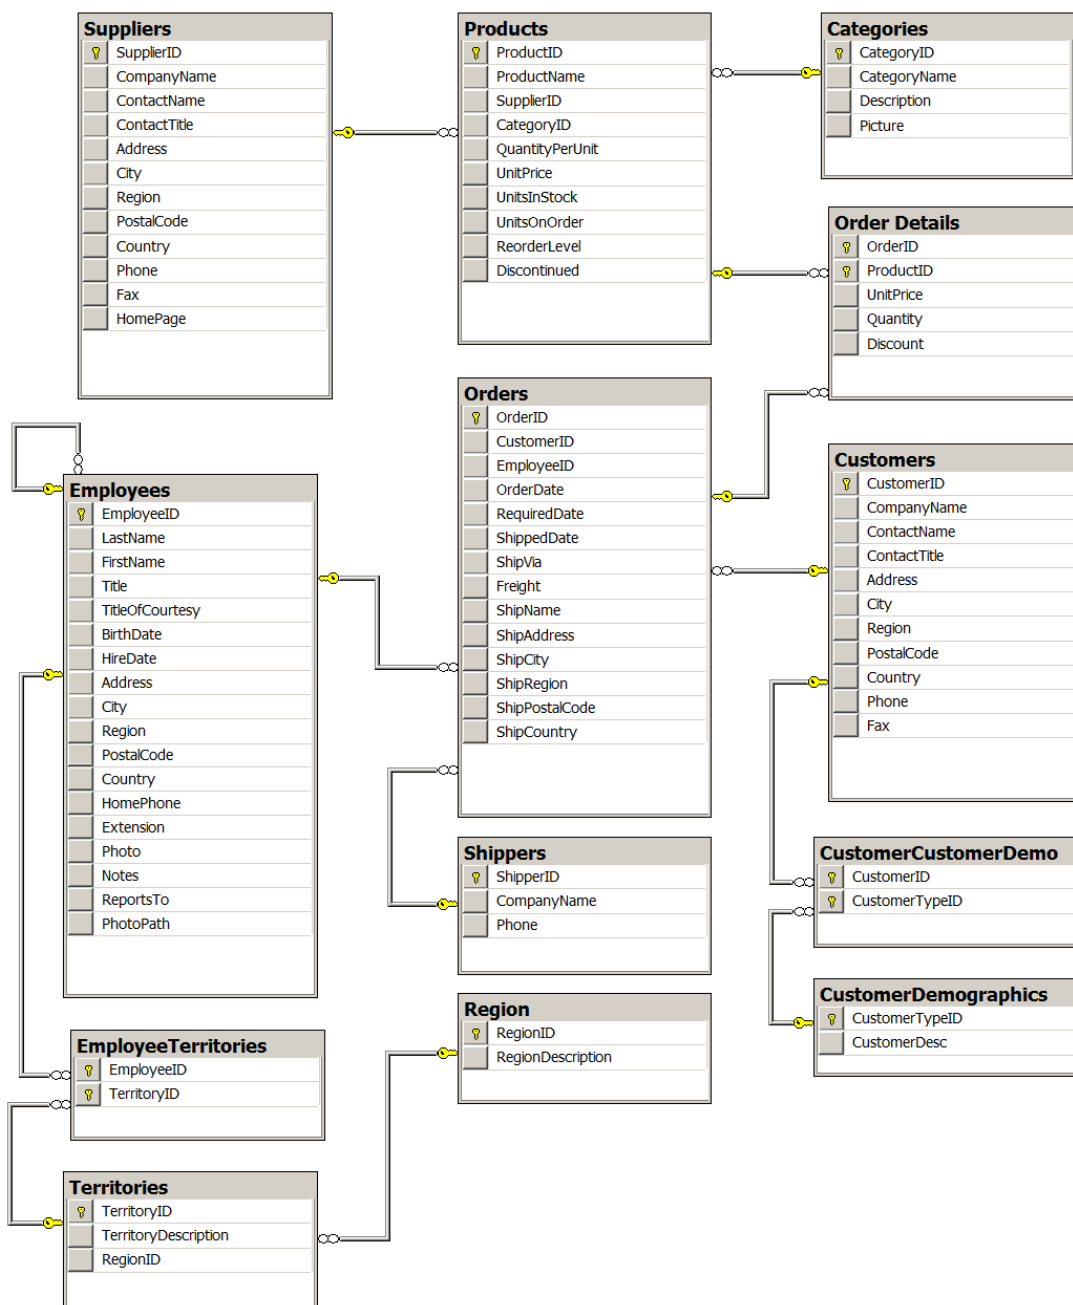 Suppliers
SupplierID
CompanyName
ContactName
ContactTitle
Address
City
Region
PostalCode
Country
Phone
Fax
HomePage
Products
ProductID
ProductName
SupplierID
CategoryID
QuantityPerUnit
UnitPrice
UnitsInStock
UnitsOnOrder
ReorderLevel
Discontinued
Categories
CategoryID
CategoryName
Description
Picture
Order Details
OrderID
ProductID
UnitPrice
Quantity
Discount
Orders
OrderID
CustomerID
EmployeeID
OrderDate
RequiredDate
ShippedDate
ShipVia
Freight
ShipName
ShipAddress
ShipCity
ShipRegion
ShipPostalCode
ShipCountry
Employees
EmployeeID
LastName
FirstName
Title
TitleOfCourtesy
BirthDate
HireDate
Address
City
Region
PostalCode
Country
HomePhone
Extension
Photo
Notes
ReportsTo
PhotoPath
Customers
CustomerID
CompanyName
ContactName
ContactTitle
Address
City
Region
PostalCode
Country
Phone
Fax
Shippers
ShipperID
CompanyName
Phone
CustomerCustomerDemo
CustomerID
CustomerTypeID
CustomerDemographics
CustomerTypeID
CustomerDesc
Region
RegionID
RegionDescription
EmployeeTerritories
EmployeeID
TerritoryID
Territories
TerritoryID
TerritoryDescription
RegionID